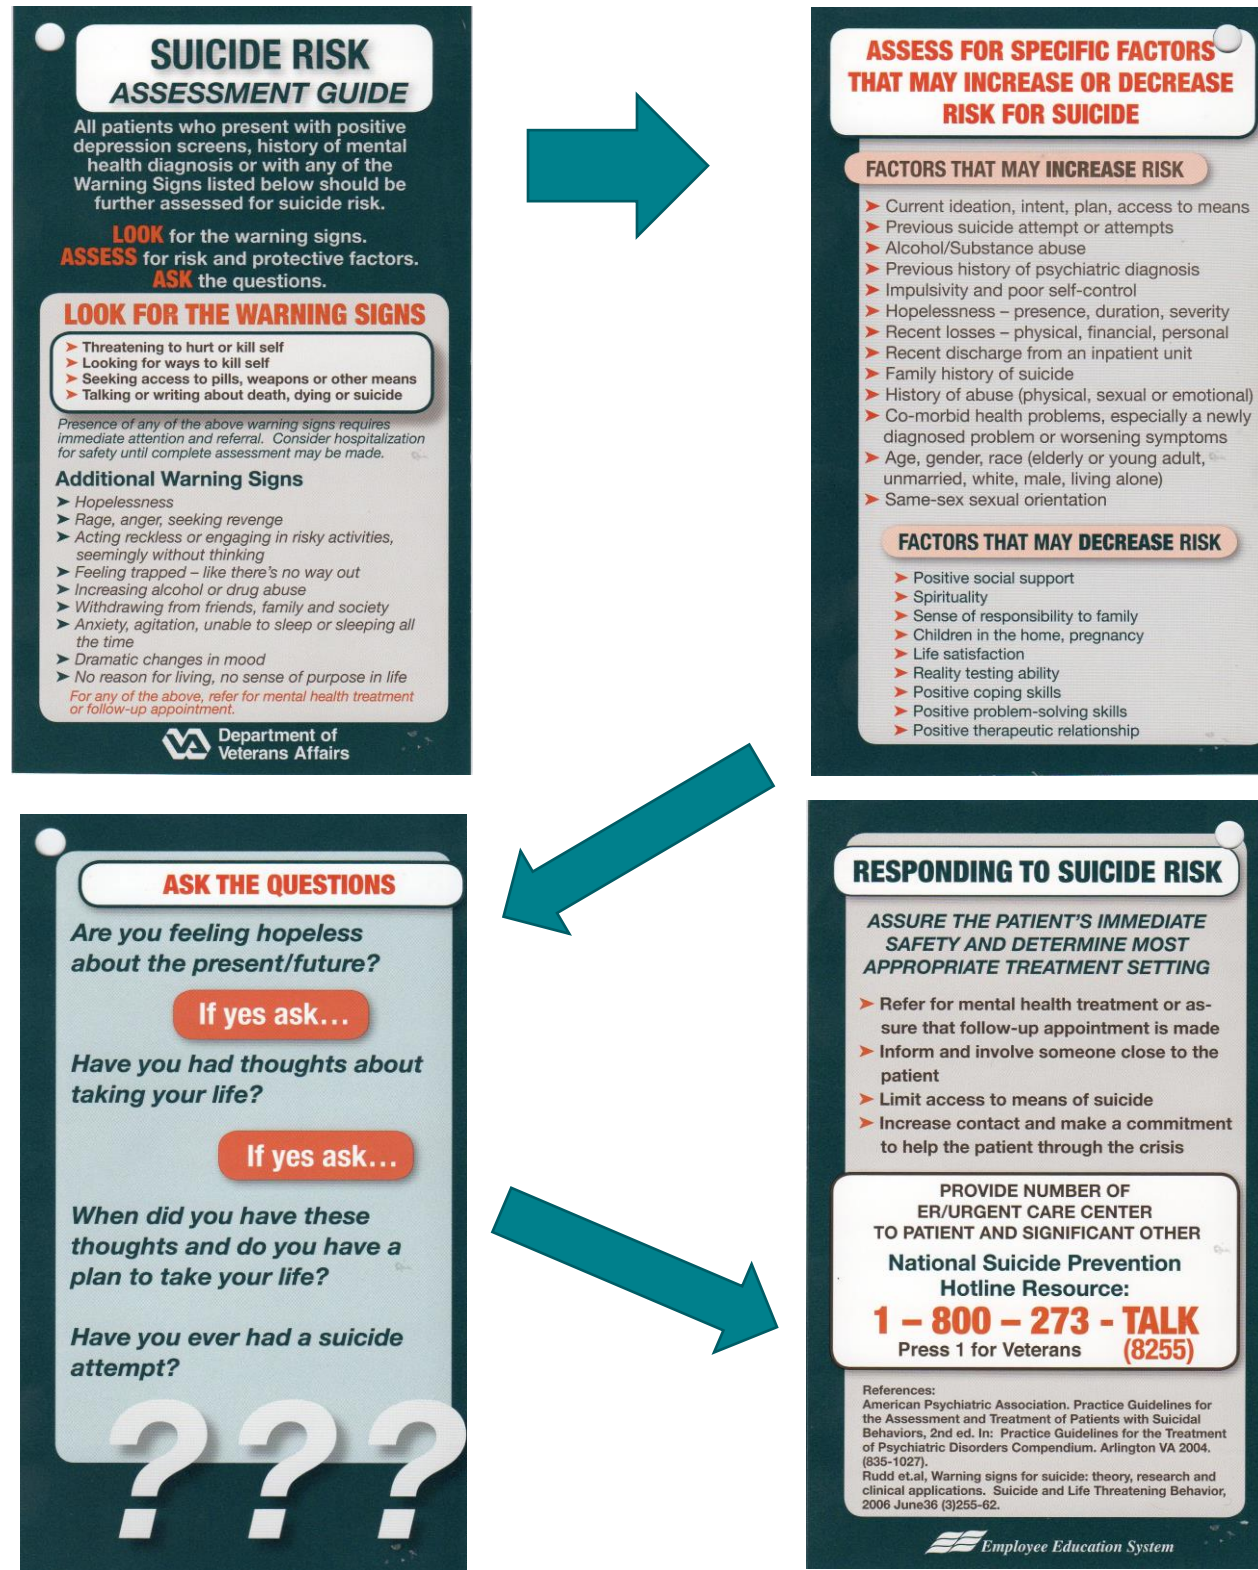 SUICIDE RISK
ASSESSMENT GUIDE
All patients who present with positive
depression screens, history of mental
health diagnosis or with any of the
Warning Signs listed below should be
further assessed for suicide risk.
LOOK for the warning signs.
ASSESS for risk and protective factors.
ASK the questions.
LOOK FOR THE WARNING SIGNS
➤ Threatening to hurt or kill self
➤ Looking for ways to kill self
➤ Seeking access to pills, weapons or other means
➤ Talking or writing about death, dying or suicide
Presence of any of the above warning signs requires
immediate attention and referral. Consider hospitalization
for safety until complete assessment may be made.
Additional Warning Signs
➤ Hopelessness
➤ Rage, anger, seeking revenge
➤ Acting reckless or engaging in risky activities,
seemingly without thinking
➤ Feeling trapped – like there's no way out
➤ Increasing alcohol or drug abuse
➤ Withdrawing from friends, family and society
➤ Anxiety, agitation, unable to sleep or sleeping all
the time
➤ Dramatic changes in mood
➤ No reason for living, no sense of purpose in life
For any of the above, refer for mental health treatment
or follow-up appointment.
VA
Department of
Veterans Affairs
ASSESS FOR SPECIFIC FACTORS
THAT MAY INCREASE OR DECREASE
RISK FOR SUICIDE
FACTORS THAT MAY INCREASE RISK
➤ Current ideation, intent, plan, access to means
➤ Previous suicide attempt or attempts
➤ Alcohol/Substance abuse
➤ Previous history of psychiatric diagnosis
➤ Impulsivity and poor self-control
➤ Hopelessness – presence, duration, severity
➤ Recent losses – physical, financial, personal
➤ Recent discharge from an inpatient unit
➤ Family history of suicide
➤ History of abuse (physical, sexual or emotional)
➤ Co-morbid health problems, especially a newly
diagnosed problem or worsening symptoms
➤ Age, gender, race (elderly or young adult,
unmarried, white, male, living alone)
➤ Same-sex sexual orientation
FACTORS THAT MAY DECREASE RISK
➤ Positive social support
➤ Spirituality
➤ Sense of responsibility to family
➤ Children in the home, pregnancy
➤ Life satisfaction
➤ Reality testing ability
➤ Positive coping skills
➤ Positive problem-solving skills
➤ Positive therapeutic relationship
ASK THE QUESTIONS
Are you feeling hopeless
about the present/future?
If yes ask...
Have you had thoughts about
taking your life?
If yes ask...
When did you have these
thoughts and do you have a
plan to take your life?
Have you ever had a suicide
attempt?
???
RESPONDING TO SUICIDE RISK
ASSURE THE PATIENT'S IMMEDIATE
SAFETY AND DETERMINE MOST
APPROPRIATE TREATMENT SETTING
➤ Refer for mental health treatment or as-
sure that follow-up appointment is made
➤ Inform and involve someone close to the
patient
➤ Limit access to means of suicide
➤ Increase contact and make a commitment
to help the patient through the crisis
PROVIDE NUMBER OF
ER/URGENT CARE CENTER
TO PATIENT AND SIGNIFICANT OTHER
National Suicide Prevention
Hotline Resource:
1 – 800 – 273 - TALK
Press 1 for Veterans (8255)
References:
American Psychiatric Association. Practice Guidelines for
the Assessment and Treatment of Patients with Suicidal
Behaviors, 2nd ed. In: Practice Guidelines for the Treatment
of Psychiatric Disorders Compendium. Arlington VA 2004.
(835-1027).
Rudd et.al, Warning signs for suicide: theory, research and
clinical applications. Suicide and Life Threatening Behavior,
2006 June36 (3)255-62.
Employee Education System